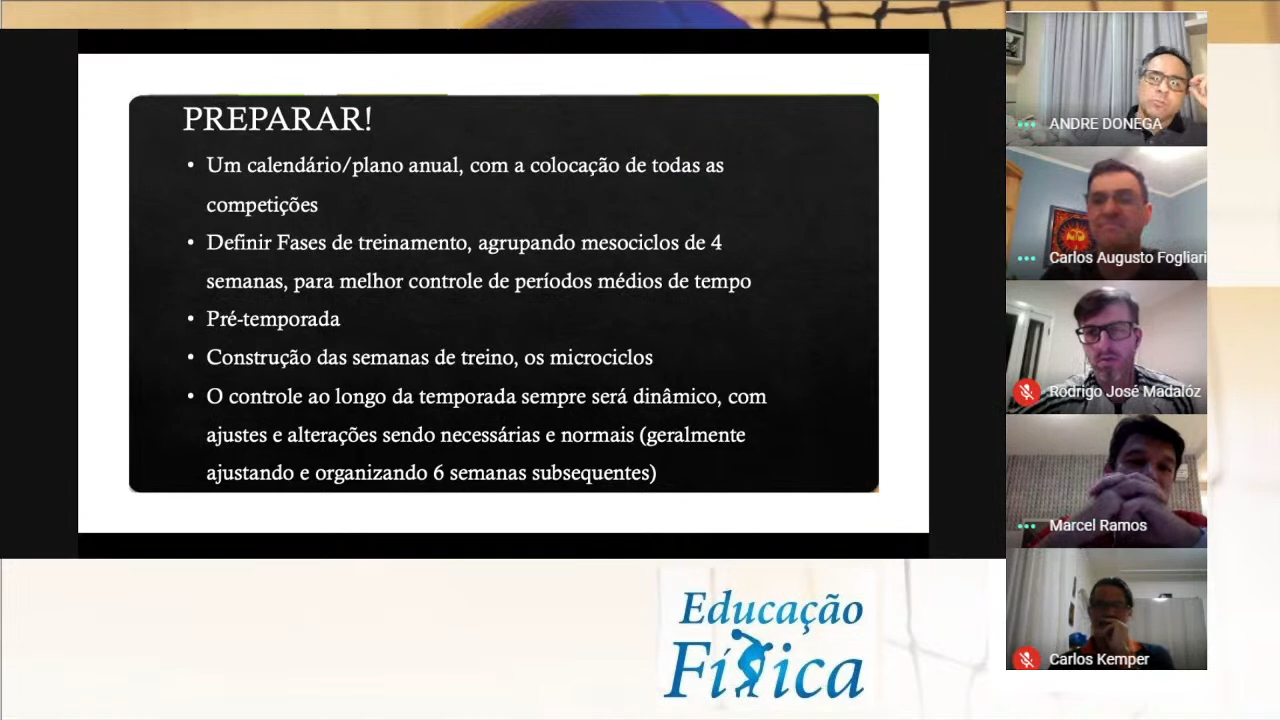 PREPARAR!
• Um calendário/plano anual, com a colocação de todas as
competições
• Definir Fases de treinamento, agrupando mesociclos de 4
semanas, para melhor controle de períodos médios de tempo
• Pré-temporada
• Construção das semanas de treino, os microciclos
• O controle ao longo da temporada sempre será dinâmico, com
ajustes e alterações sendo necessárias e normais (geralmente
ajustando e organizando 6 semanas subsequentes)
ANDRE DONEGA
Carlos Augusto Fogliari
Rodrigo José Madalóz
Marcel Ramos
Carlos Kemper
Educação
Física